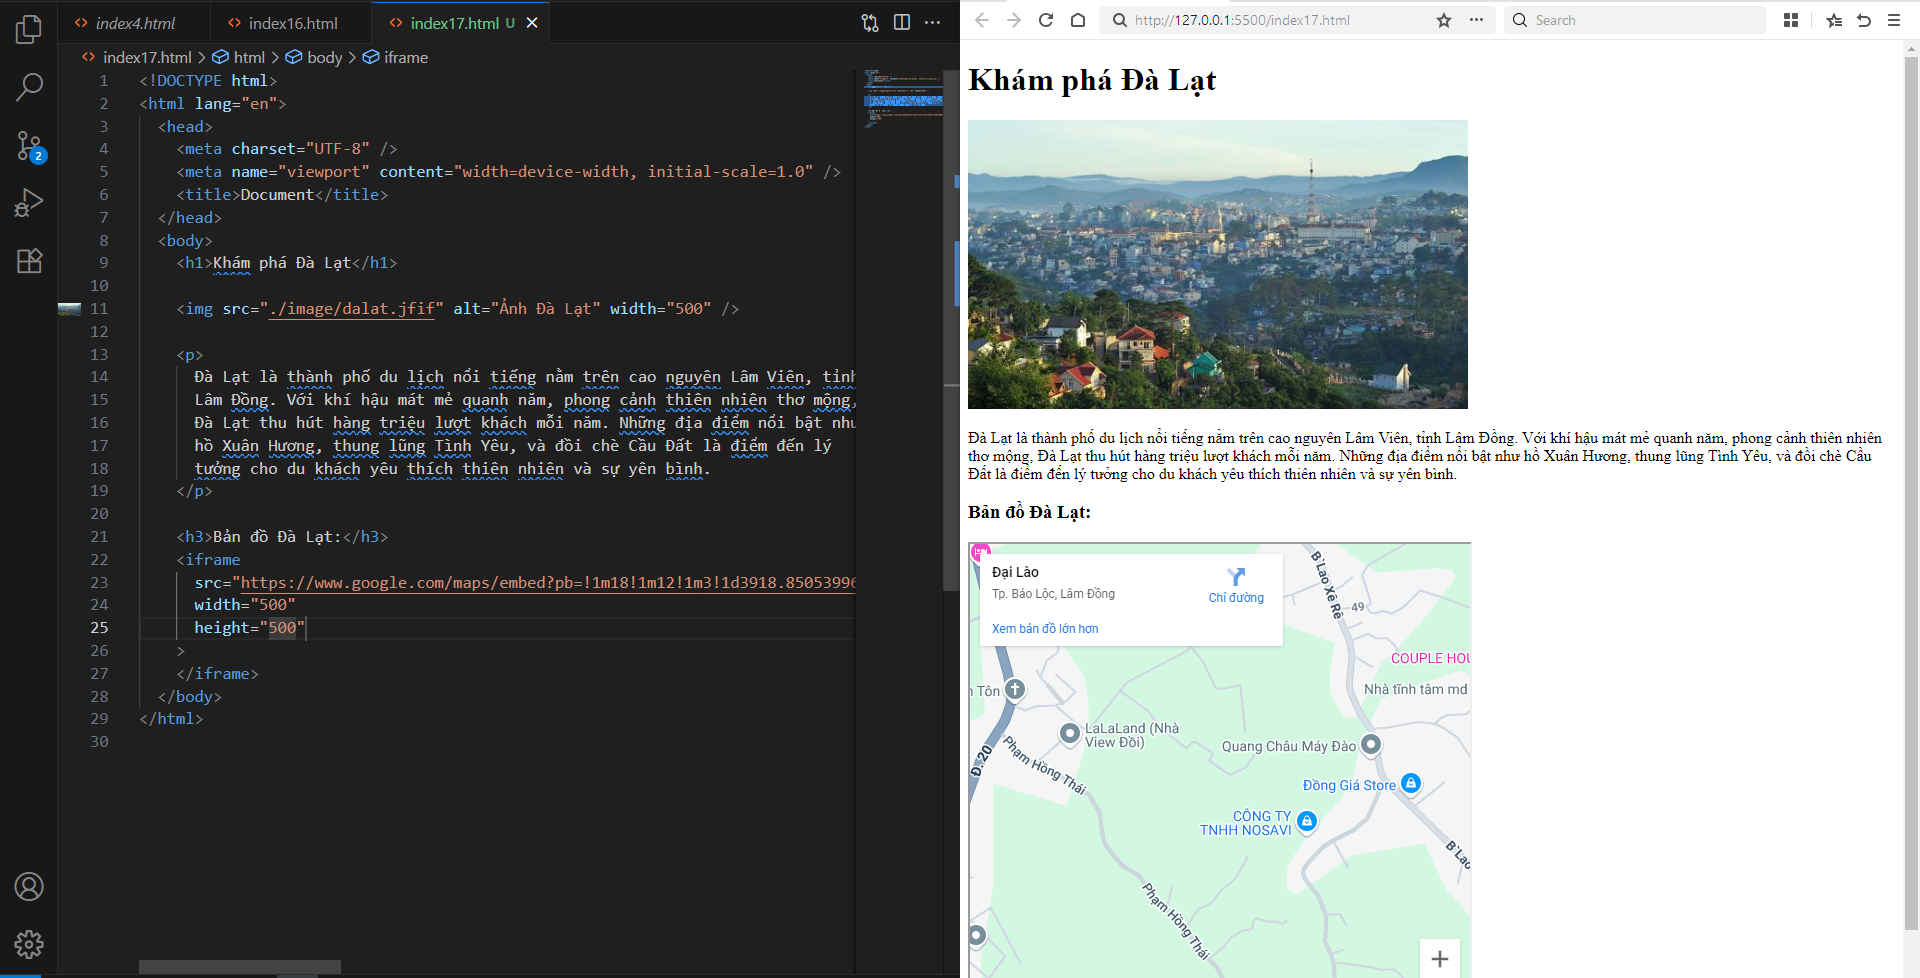 index4.html
index16.html
index17.html U
index17.html > html > body > iframe
1 <!DOCTYPE html>
2 <html lang="en">
3 <head>
4 <meta charset="UTF-8" />
5 <meta name="viewport" content="width=device-width, initial-scale=1.0" />
6 <title>Document</title>
7 </head>
8 <body>
9 <h1>Khám phá Đà Lạt</h1>
10
11 <img src="./image/dalat.jfif" alt="Ảnh Đà Lạt" width="500" />
12
13 <p>
14 Đà Lạt là thành phố du lịch nổi tiếng nằm trên cao nguyên Lâm Viên, tỉnh
15 Lâm Đồng. Với khí hậu mát mẻ quanh năm, phong cảnh thiên nhiên thơ mộng,
16 Đà Lạt thu hút hàng triệu lượt khách mỗi năm. Những địa điểm nổi bật như
17 hồ Xuân Hương, thung lũng Tình Yêu, và đồi chè Cầu Đất là điểm đến lý
18 tưởng cho du khách yêu thích thiên nhiên và sự yên bình.
19 </p>
20
21 <h3>Bản đồ Đà Lạt:</h3>
22 <iframe
23 src="https://www.google.com/maps/embed?pb=!1m18!1m12!1m3!1d3918.85053996
24 width="500"
25 height="500"
26 >
27 </iframe>
28 </body>
29 </html>
30
2
http://127.0.0.1:5500/index17.html
Search
Khám phá Đà Lạt
Đà Lạt là thành phố du lịch nổi tiếng nằm trên cao nguyên Lâm Viên, tỉnh Lâm Đồng. Với khí hậu mát mẻ quanh năm, phong cảnh thiên nhiên
thơ mộng, Đà Lạt thu hút hàng triệu lượt khách mỗi năm. Những địa điểm nổi bật như hồ Xuân Hương, thung lũng Tình Yêu, và đồi chè Cầu
Đất là điểm đến lý tưởng cho du khách yêu thích thiên nhiên và sự yên bình.
Bản đồ Đà Lạt:
Đại Lào
Tp. Bảo Lộc, Lâm Đồng
Chỉ đường
Xem bản đồ lớn hơn
B'Lao Xê Rê
49
COUPLE HOU
Nhà tĩnh tâm md
n Tôn
LaLaLand (Nhà
View Đồi)
Quang Châu Máy Đào
Đ. 20
Phạm Hồng Thái
Đồng Giá Store
CÔNG TY
TNHH NOSAVI
B'Lao
Phạm Hồng Thái
+